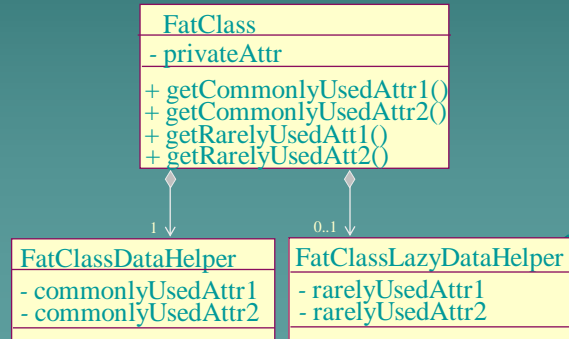 FatClass
- privateAttr
+ getCommonlyUsedAttr1()
+ getCommonlyUsedAttr2()
+ getRarelyUsedAtt1()
+ getRarelyUsedAtt2()
1
0..1
FatClassDataHelper
- commonlyUsedAttr1
- commonlyUsedAttr2
FatClassLazyDataHelper
- rarelyUsedAttr1
- rarelyUsedAttr2